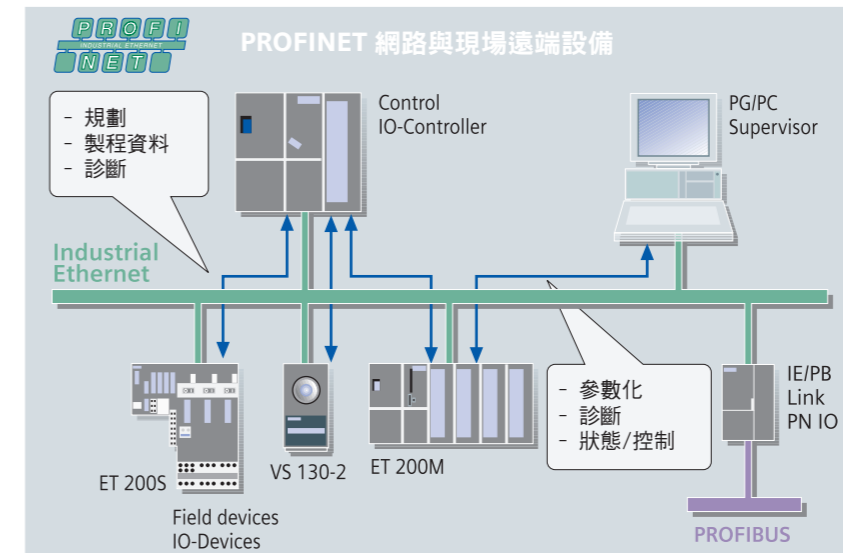 PROFI
INDUSTRIAL ETHERNET
NET
PROFINET 網路與現場遠端設備
- 規劃
- 製程資料
- 診斷
Control
IO-Controller
PG/PC
Supervisor
Industrial
Ethernet
- 參數化
- 診斷
- 狀態/控制
IE/PB
Link
PN IO
ET 200S
VS 130-2
ET 200M
Field devices
IO-Devices
PROFIBUS